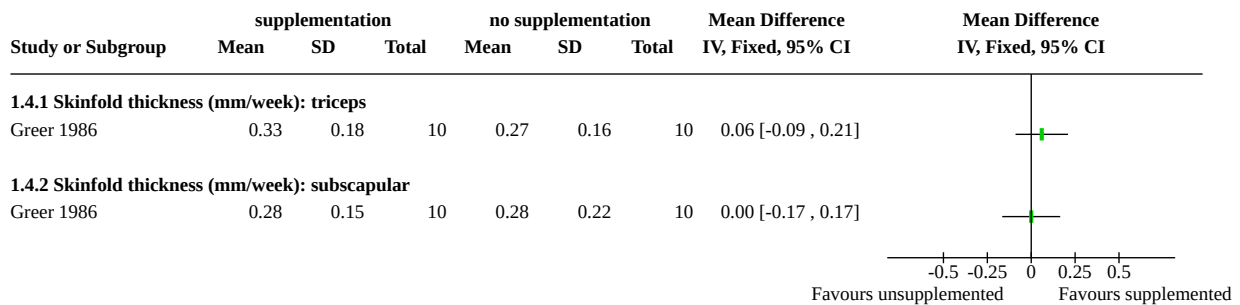 supplementation no supplementation Mean Difference Mean Difference
Study or Subgroup Mean SD Total Mean SD Total IV, Fixed, 95% CI IV, Fixed, 95% CI
1.4.1 Skinfold thickness (mm/week): triceps
Greer 1986 0.33 0.18 10 0.27 0.16 10 0.06 [-0.09 , 0.21]
1.4.2 Skinfold thickness (mm/week): subscapular
Greer 1986 0.28 0.15 10 0.28 0.22 10 0.00 [-0.17 , 0.17]
-0.5 -0.25 0 0.25 0.5
Favours unsupplemented Favours supplemented